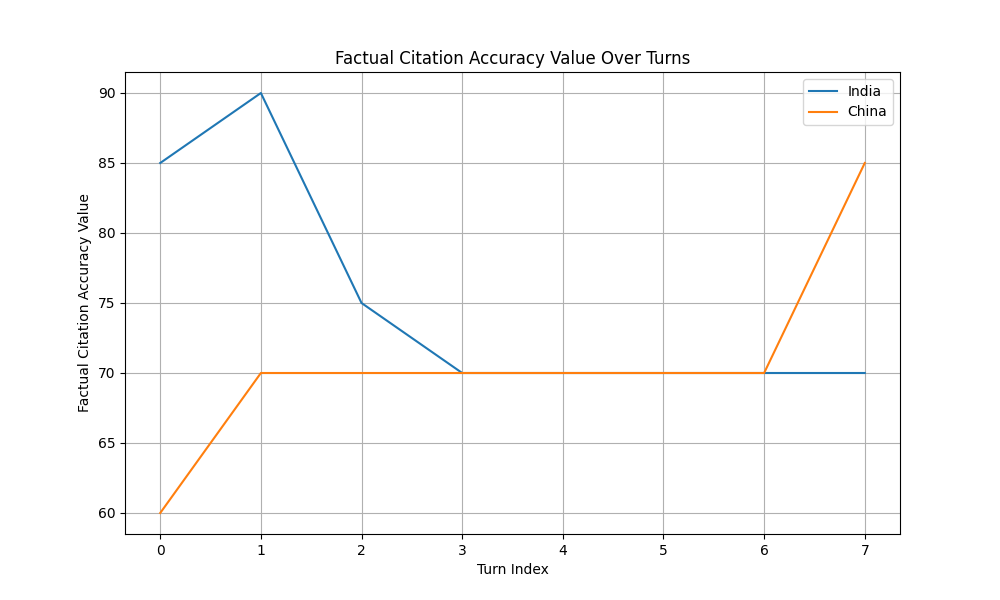 Factual Citation Accuracy Value Over Turns
India
China
Factual Citation Accuracy Value
90
85
80
75
70
65
60
0 1 2 3 4 5 6 7
Turn Index